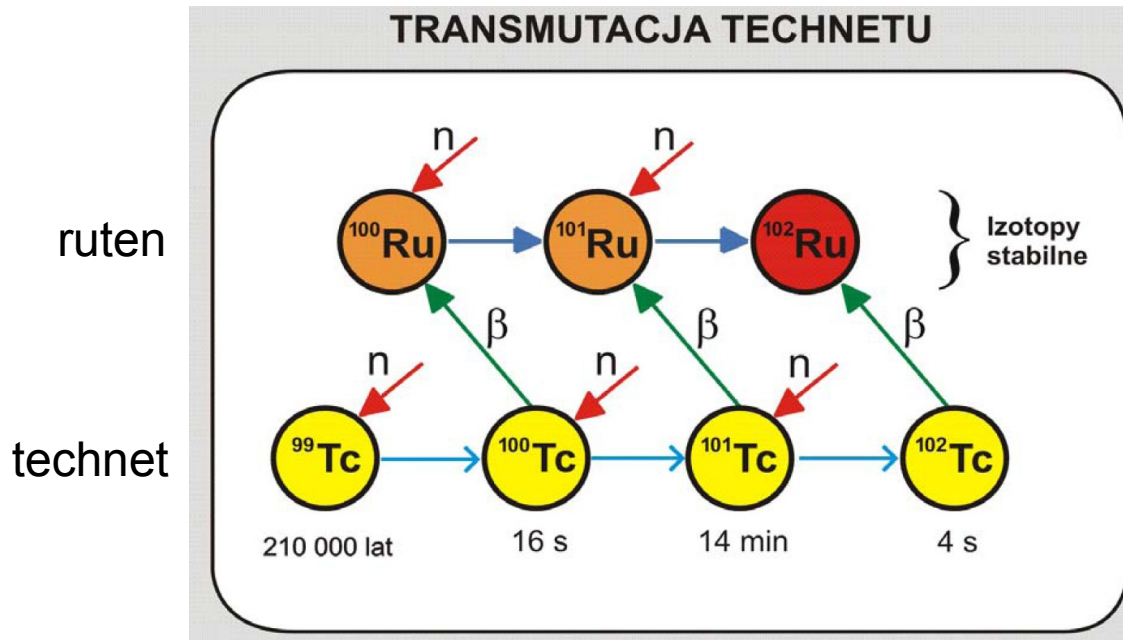 TRANSMUTACJA TECHNETU
n n
ruten
¹⁰⁰Ru ¹⁰¹Ru ¹⁰²Ru
Izotopy
stabilne
β β β
n n n
technet
⁹⁹Tc ¹⁰⁰Tc ¹⁰¹Tc ¹⁰²Tc
210 000 lat 16 s 14 min 4 s